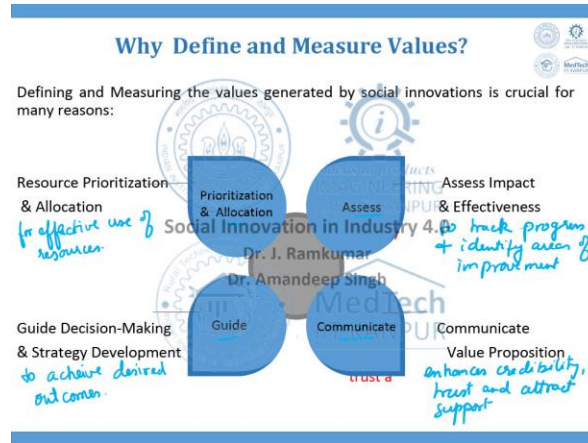 Why Define and Measure Values?
Defining and Measuring the values generated by social innovations is crucial for
many reasons:
Resource Prioritization
& Allocation
for effective use of
resources.
Prioritization
& Allocation
Assess
Assess Impact
& Effectiveness
to track progress
+ identify areas of
improvement
Social Innovation in Industry 4.0
Dr. J. Ramkumar
Dr. Amandeep Singh
MedTech
Guide Decision-Making
& Strategy Development
to acheive desired
outcomes.
Guide
Communicate
trust a
Communicate
Value Proposition
enhances credibility,
trust and attract
support